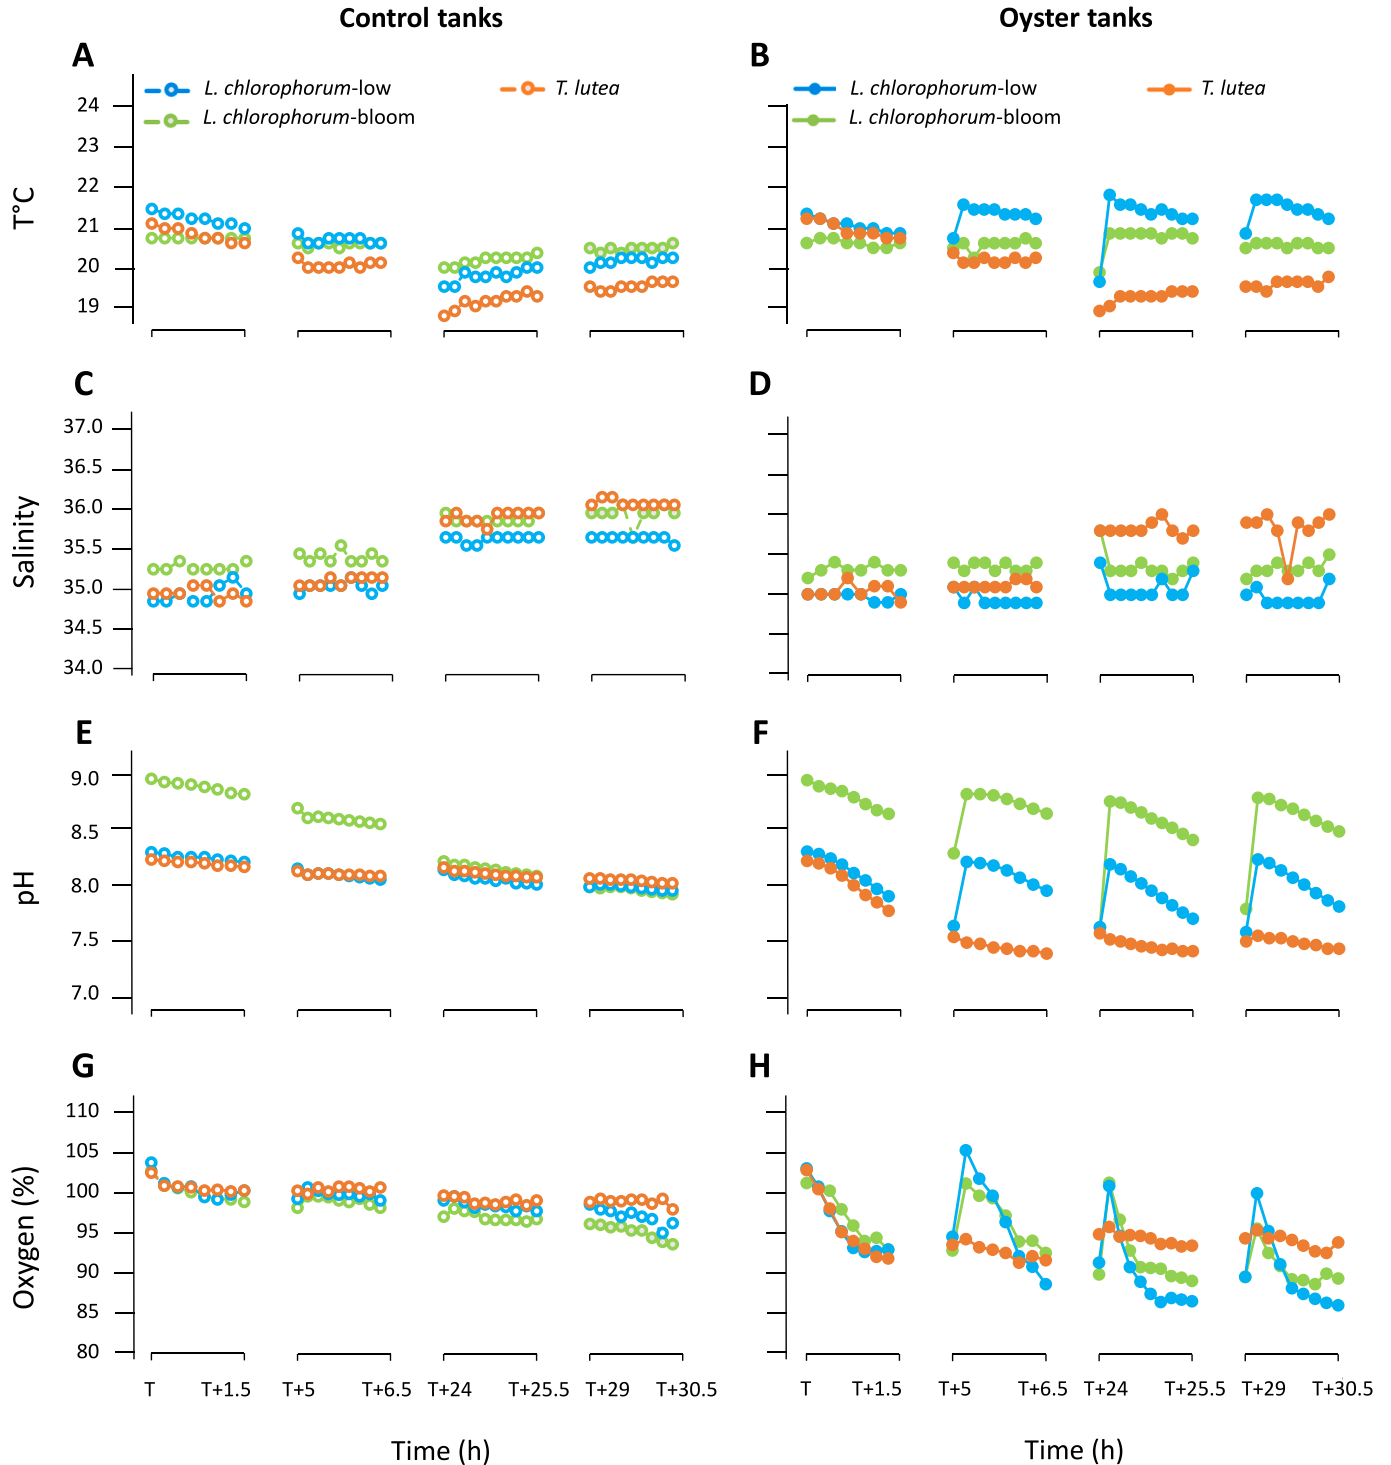 Control tanks
Oyster tanks
A
B
L. chlorophorum-low
T. lutea
L. chlorophorum-bloom
L. chlorophorum-low
T. lutea
L. chlorophorum-bloom
T°C
24
23
22
21
20
19
C
D
Salinity
37.0
36.5
36.0
35.5
35.0
34.5
34.0
E
F
pH
9.0
8.5
8.0
7.5
7.0
G
H
Oxygen (%)
110
105
100
95
90
85
80
T T+1.5 T+5 T+6.5 T+24 T+25.5 T+29 T+30.5
T T+1.5 T+5 T+6.5 T+24 T+25.5 T+29 T+30.5
Time (h)
Time (h)